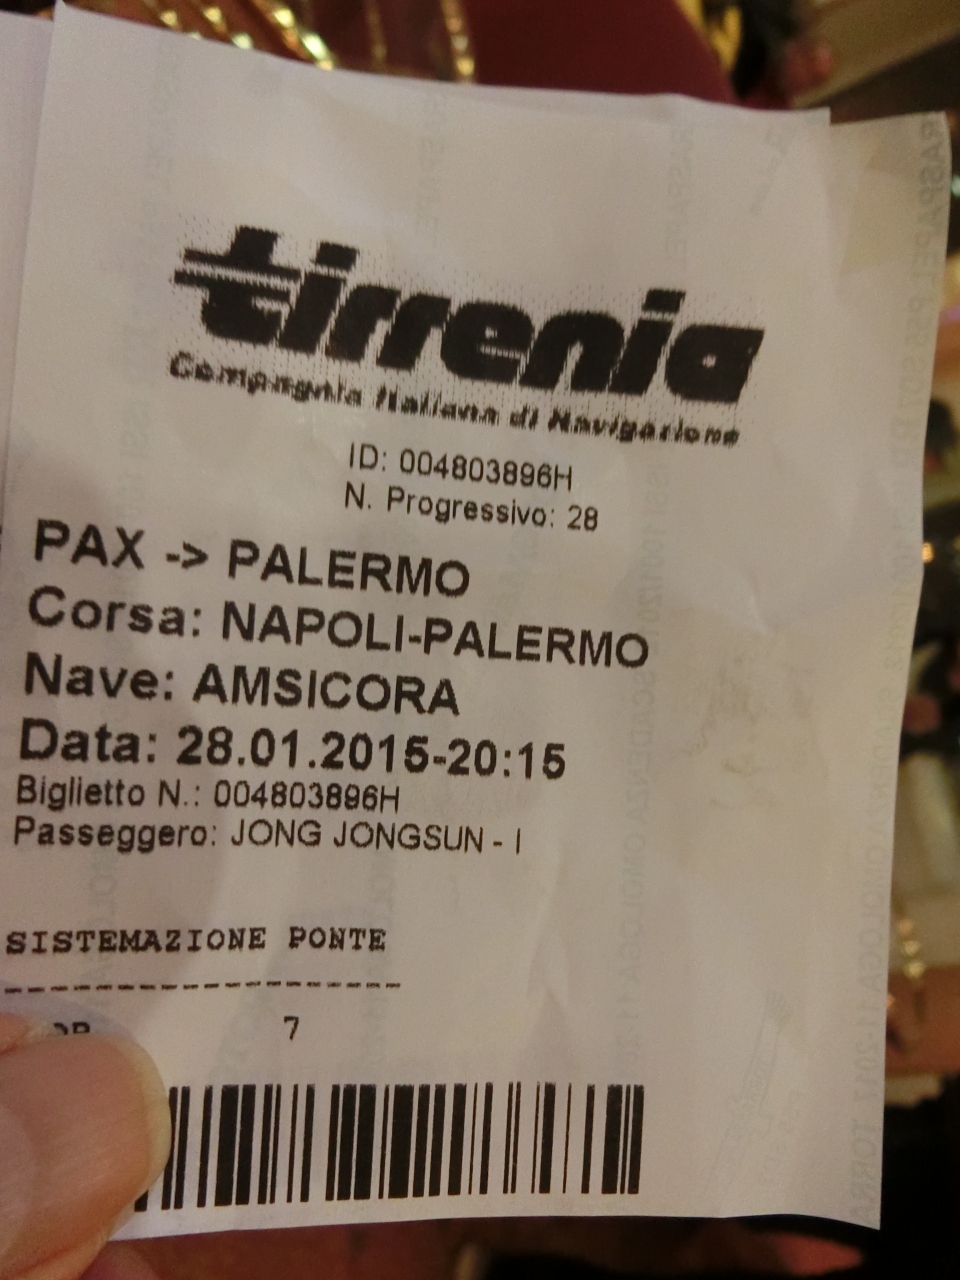 tirrenia
Compagnia Italiana di Navigazione
ID: 004803896H
N. Progressivo: 28
PAX -> PALERMO
Corsa: NAPOLI-PALERMO
Nave: AMSICORA
Data: 28.01.2015-20:15
Biglietto N.: 004803896H
Passeggero: JONG JONGSUN - I
SISTEMAZIONE PONTE
--------------------------------
7